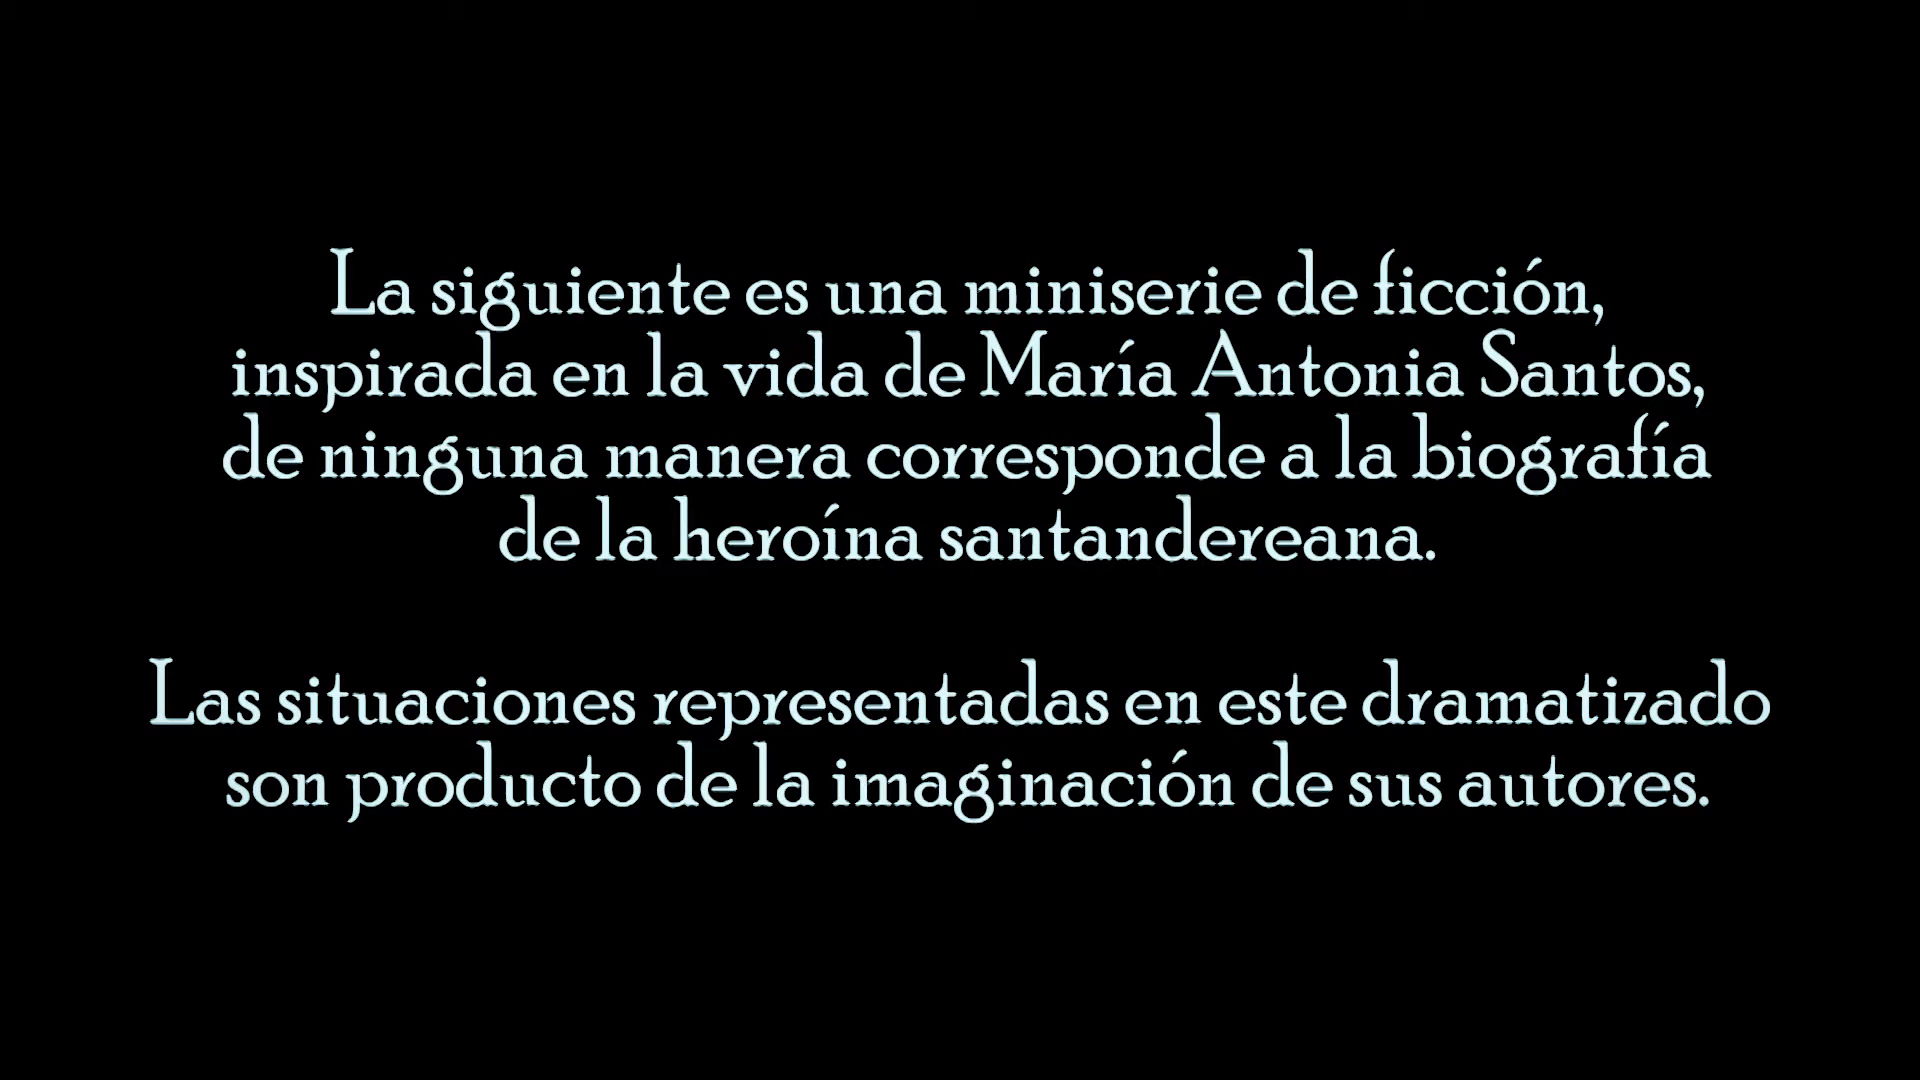 La siguiente es una miniserie de ficción,
inspirada en la vida de María Antonia Santos,
de ninguna manera corresponde a la biografía
de la heroína santandereana.
Las situaciones representadas en este dramatizado
son producto de la imaginación de sus autores.